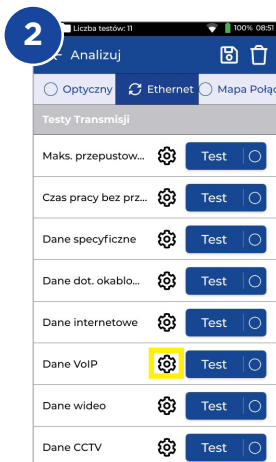 2
Liczba testów: 11 100% 08:51
Analizuj
Optyczny Ethernet Mapa Połąc
Testy Transmisji
Maks. przepustow... Test
Czas pracy bez prz... Test
Dane specyficzne Test
Dane dot. okablo... Test
Dane internetowe Test
Dane VoIP Test
Dane wideo Test
Dane CCTV Test